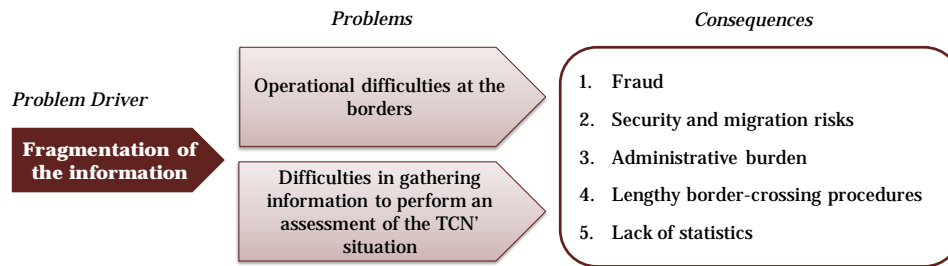 Problems
Consequences
Problem Driver
Fragmentation of
the information
Operational difficulties at the
borders
Difficulties in gathering
information to perform an
assessment of the TCN'
situation
1. Fraud
2. Security and migration risks
3. Administrative burden
4. Lengthy border-crossing procedures
5. Lack of statistics